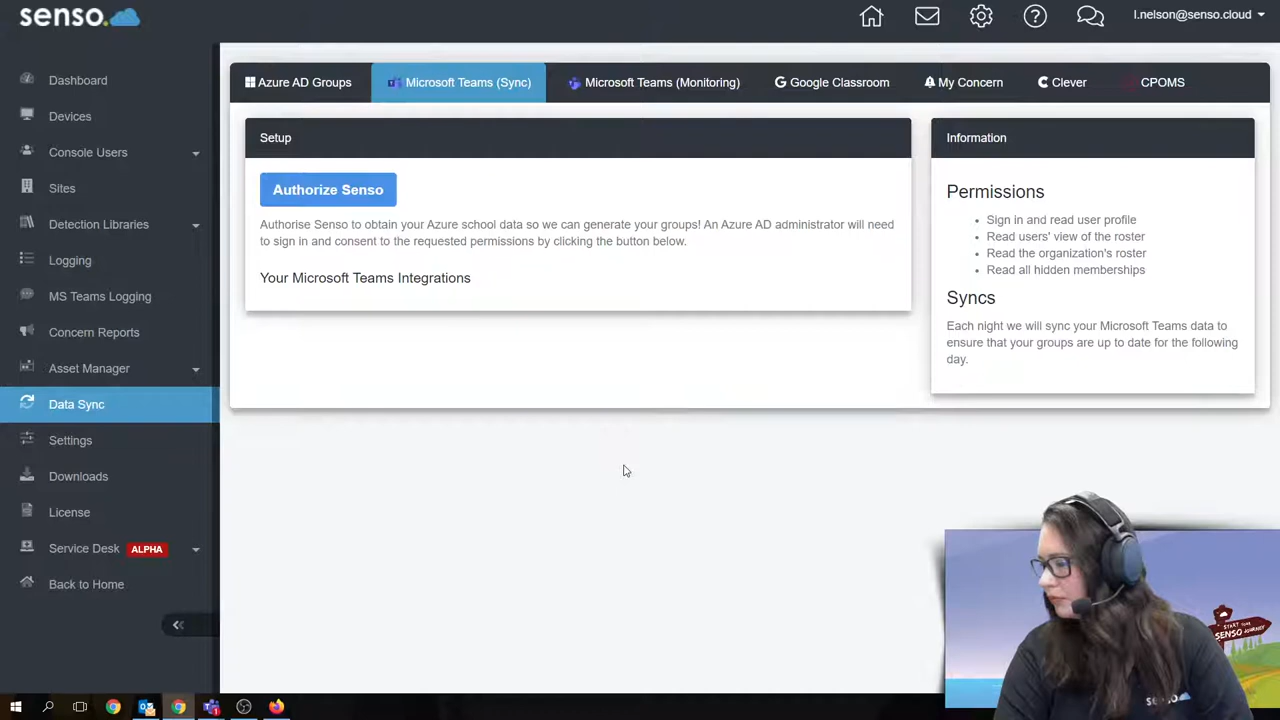 senso.
l.nelson@senso.cloud
Dashboard
Devices
Console Users
Sites
Detection Libraries
Logging
MS Teams Logging
Concern Reports
Asset Manager
Data Sync
Settings
Downloads
License
Service Desk ALPHA
Back to Home
Azure AD Groups
Microsoft Teams (Sync)
Microsoft Teams (Monitoring)
Google Classroom
My Concern
Clever
CPOMS
Setup
Authorize Senso
Authorise Senso to obtain your Azure school data so we can generate your groups! An Azure AD administrator will need
to sign in and consent to the requested permissions by clicking the button below.
Your Microsoft Teams Integrations
Information
Permissions
Sign in and read user profile
Read users' view of the roster
Read the organization's roster
Read all hidden memberships
Syncs
Each night we will sync your Microsoft Teams data to
ensure that your groups are up to date for the following
day.
START YOUR
SENSO
JOURNEY
senso